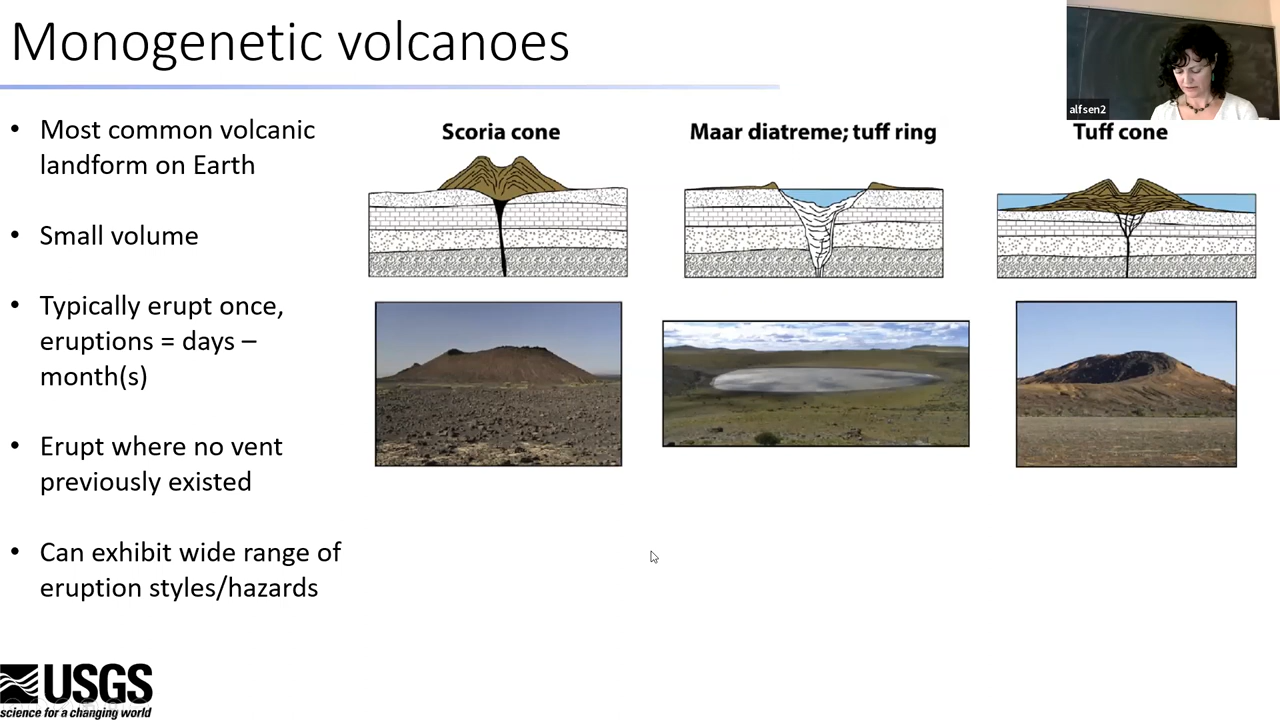 Monogenetic volcanoes
alfsen2
• Most common volcanic
landform on Earth
• Small volume
• Typically erupt once,
eruptions = days –
month(s)
• Erupt where no vent
previously existed
• Can exhibit wide range of
eruption styles/hazards
Scoria cone
Maar diatreme; tuff ring
Tuff cone
USGS
science for a changing world